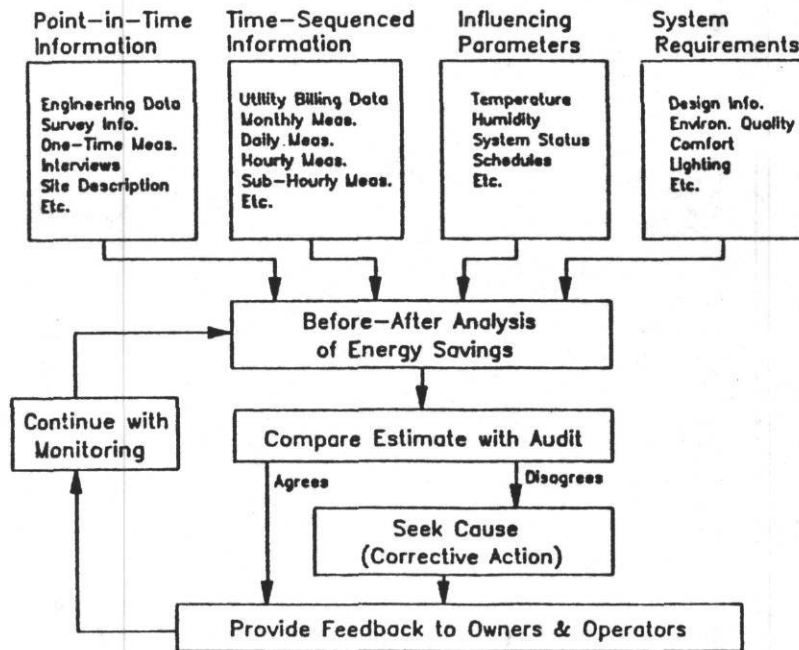 Point-in-Time
Information
Engineering Data
Survey Info.
One-Time Meas.
Interviews
Site Description
Etc.
Time-Sequenced
Information
Utility Billing Data
Monthly Meas.
Daily Meas.
Hourly Meas.
Sub-Hourly Meas.
Etc.
Influencing
Parameters
Temperature
Humidity
System Status
Schedules
Etc.
System
Requirements
Design Info.
Environ. Quality
Comfort
Lighting
Etc.
Before-After Analysis
of Energy Savings
Continue with
Monitoring
Compare Estimate with Audit
Agrees
Disagrees
Seek Cause
(Corrective Action)
Provide Feedback to Owners & Operators